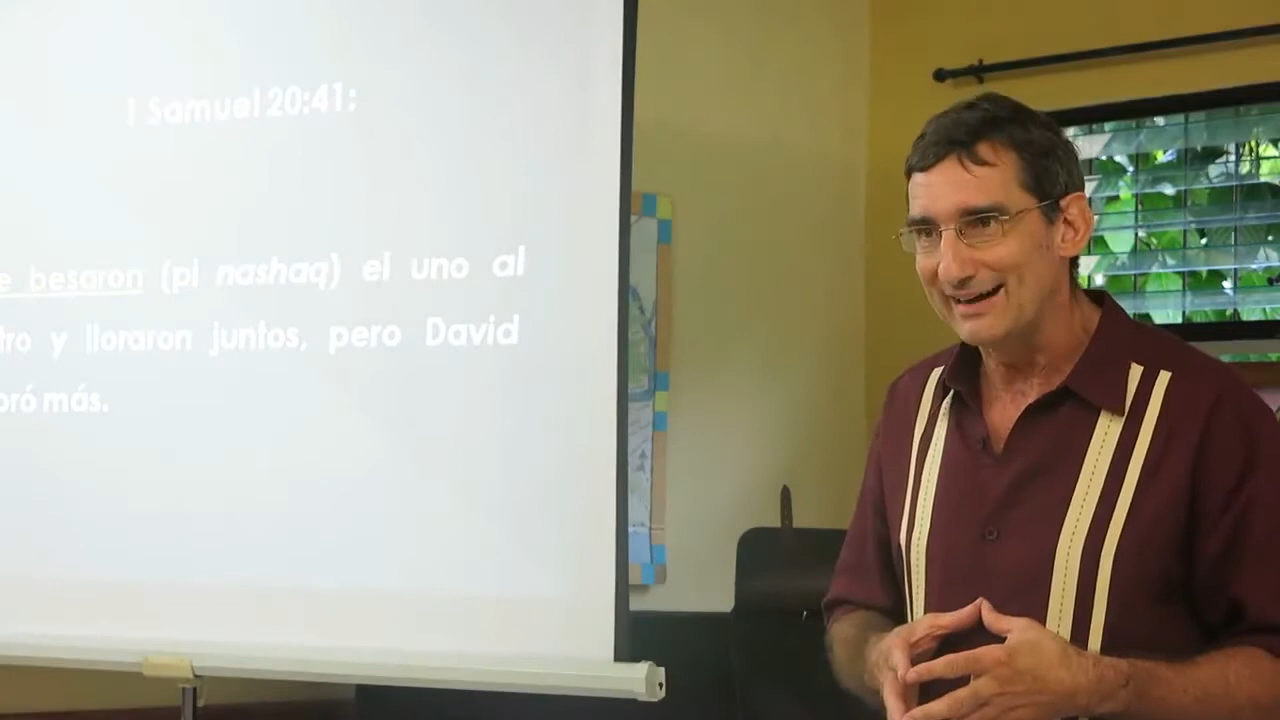 I Samuel 20:41:
e besaron (pi nashaq) el uno al
tro y lloraron juntos, pero David
oró más.